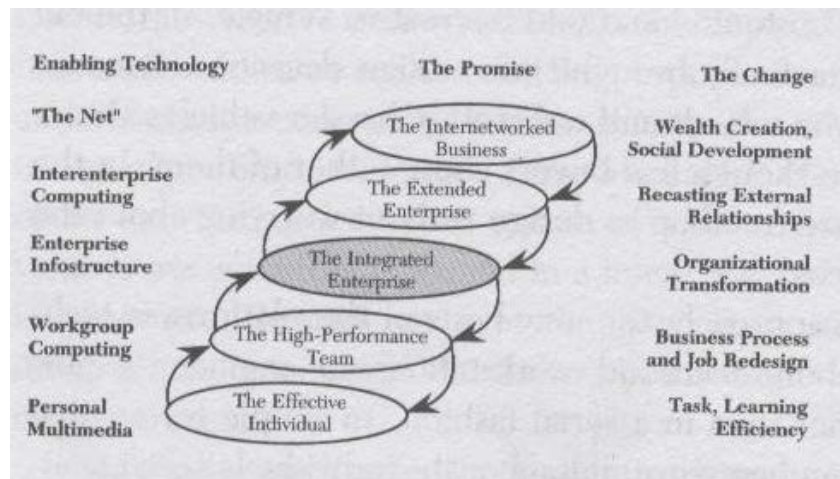 Enabling Technology
The Promise
The Change
"The Net"
The Internetworked
Business
Wealth Creation,
Social Development
Interenterprise
Computing
The Extended
Enterprise
Recasting External
Relationships
Enterprise
Infostructure
The Integrated
Enterprise
Organizational
Transformation
Workgroup
Computing
The High-Performance
Team
Business Process
and Job Redesign
Personal
Multimedia
The Effective
Individual
Task, Learning
Efficiency